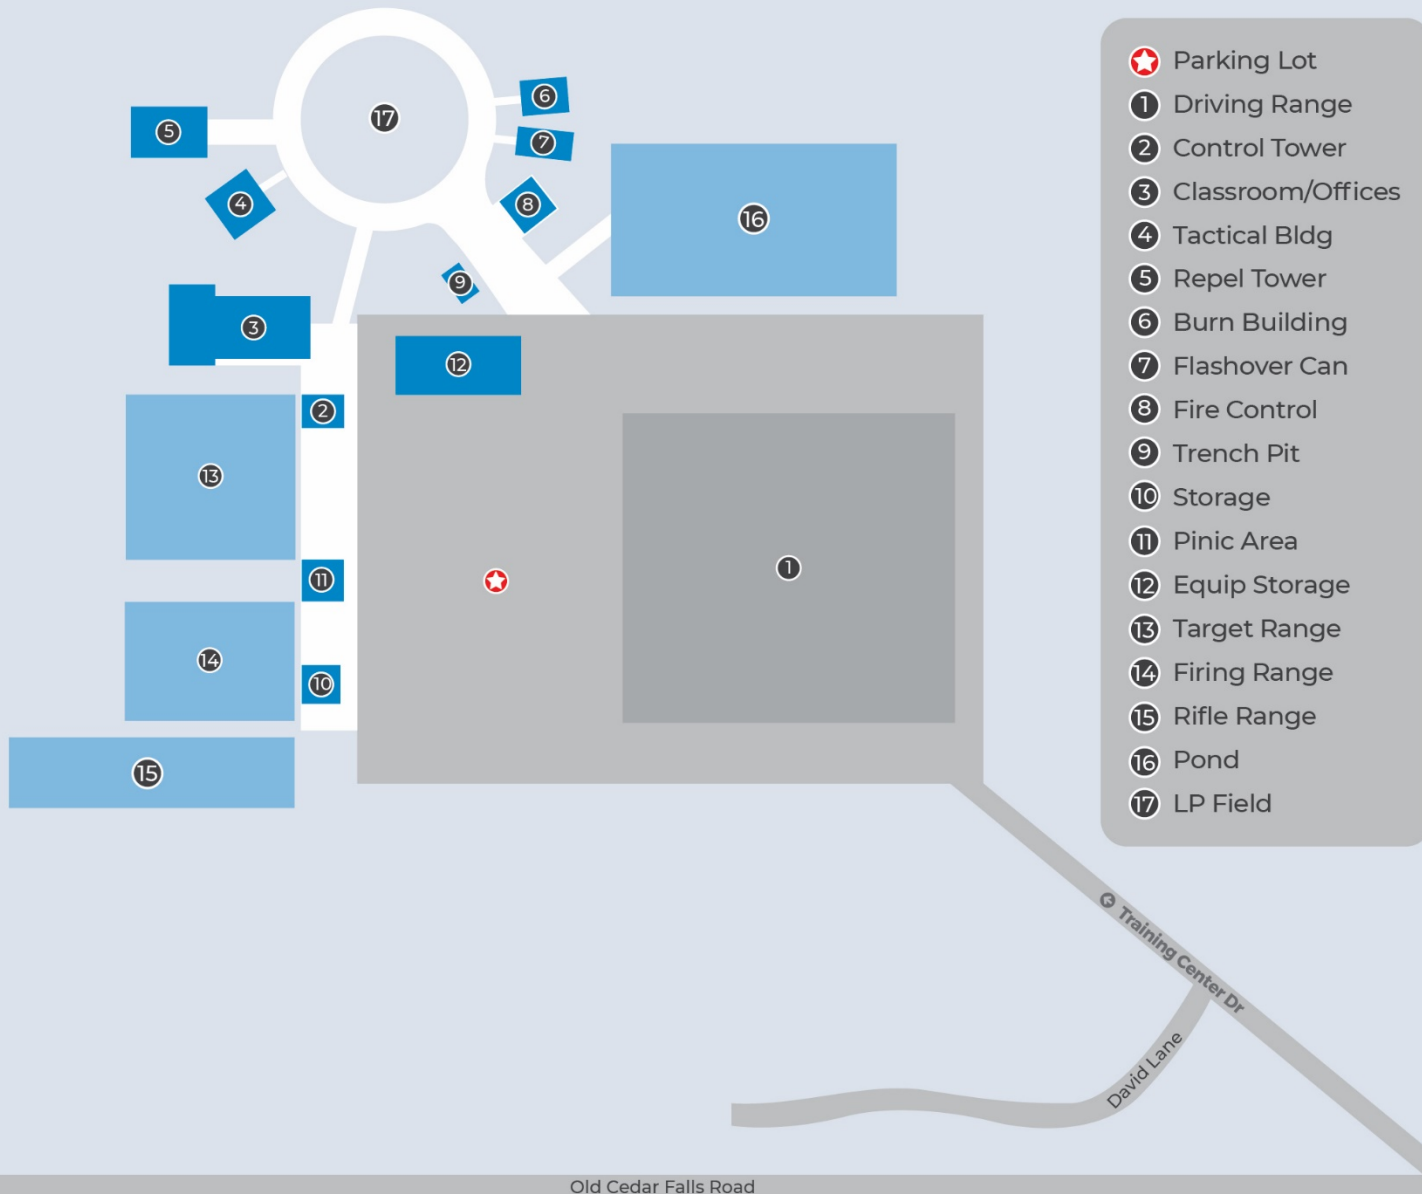 Parking Lot
1 Driving Range
2 Control Tower
3 Classroom/Offices
4 Tactical Bldg
5 Repel Tower
6 Burn Building
7 Flashover Can
8 Fire Control
9 Trench Pit
10 Storage
11 Pinic Area
12 Equip Storage
13 Target Range
14 Firing Range
15 Rifle Range
16 Pond
17 LP Field
6
17
5
7
4
8
16
9
3
12
2
13
1
11
14
10
15
Training Center Dr
David Lane
Old Cedar Falls Road